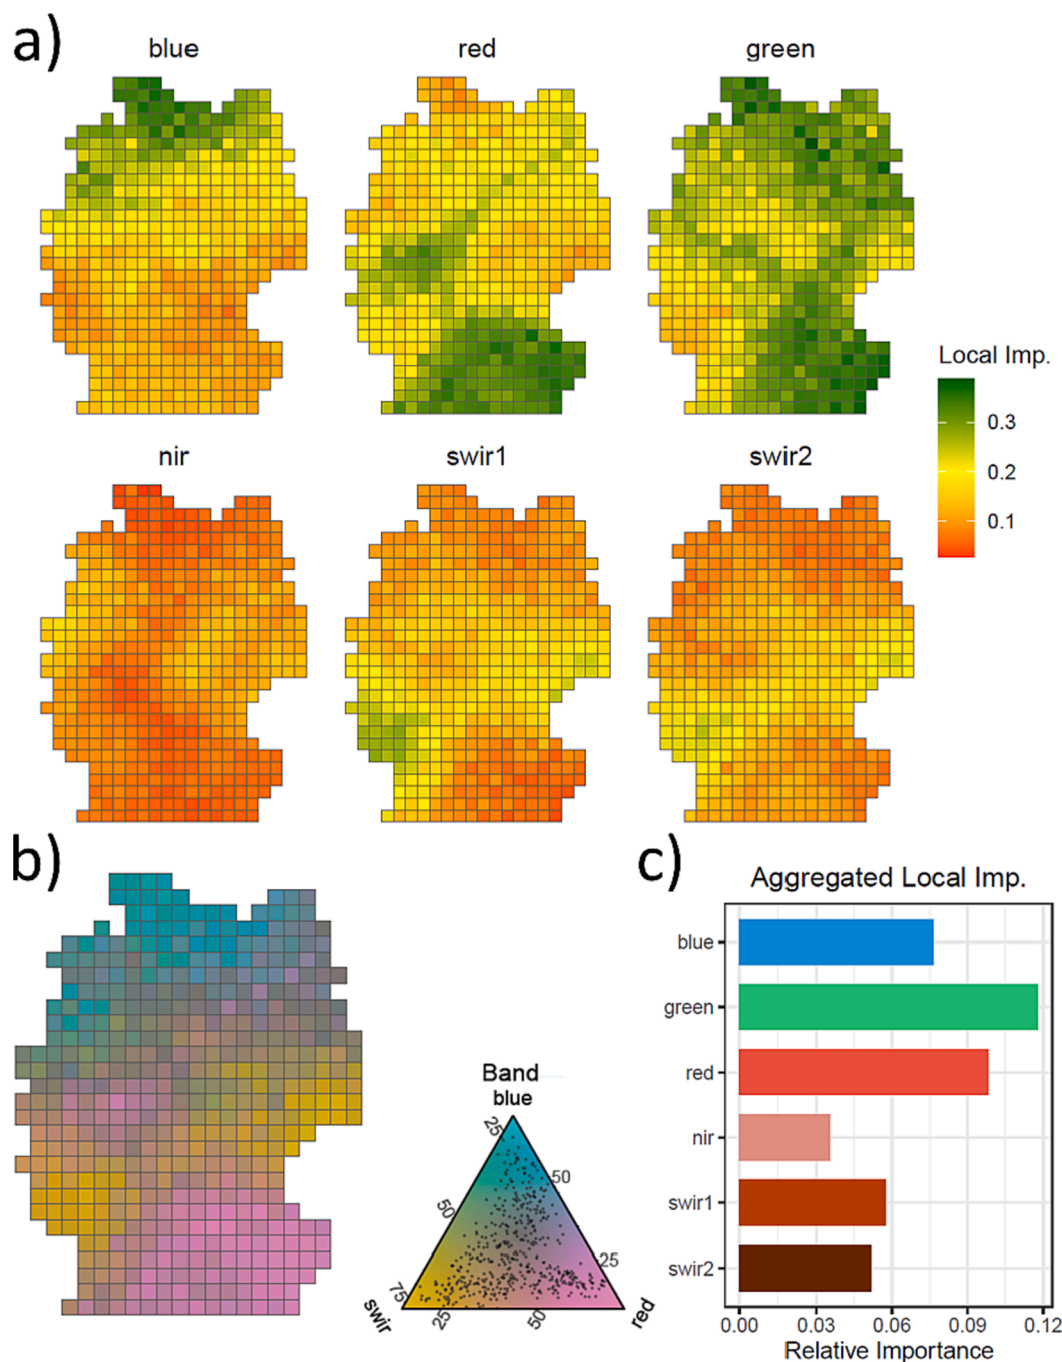 a)
blue
red
green
Local Imp.
0.3
0.2
0.1
nir
swir1
swir2
b)
Band
blue
25
50
50
25
75
swir
25
50
red
c)
Aggregated Local Imp.
blue
green
red
nir
swir1
swir2
0.00
0.03
0.06
0.09
0.12
Relative Importance